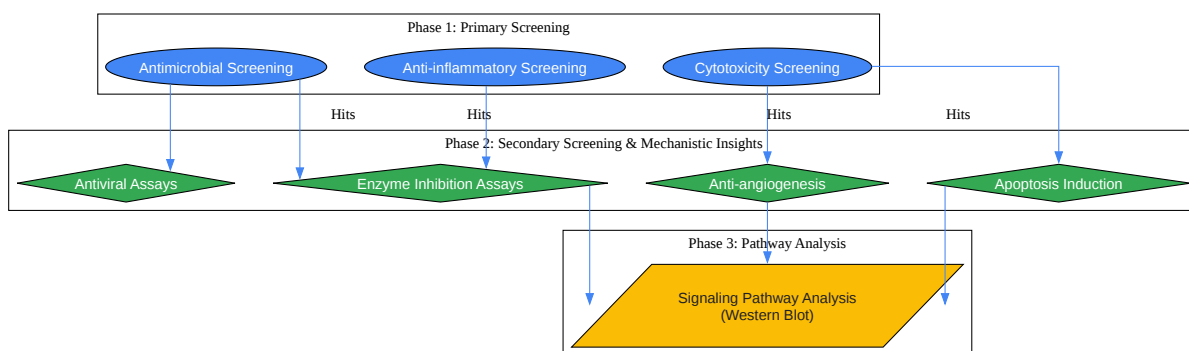 Phase 1: Primary Screening
Antimicrobial Screening
Anti-inflammatory Screening
Cytotoxicity Screening
Hits
Hits
Hits
Hits
Phase 2: Secondary Screening & Mechanistic Insights
Antiviral Assays
Enzyme Inhibition Assays
Anti-angiogenesis
Apoptosis Induction
Phase 3: Pathway Analysis
Signaling Pathway Analysis
(Western Blot)